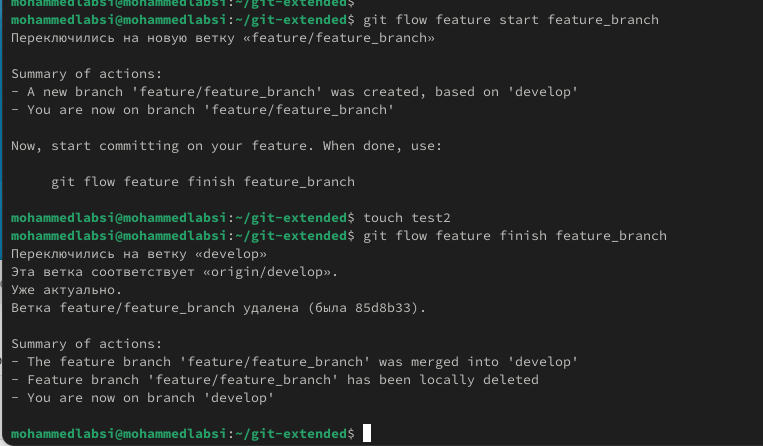 mohammedlabsi@mohammedlabsi:~/git-extended$
mohammedlabsi@mohammedlabsi:~/git-extended$ git flow feature start feature_branch
Переключились на новую ветку «feature/feature_branch»
Summary of actions:
- A new branch 'feature/feature_branch' was created, based on 'develop'
- You are now on branch 'feature/feature_branch'
Now, start committing on your feature. When done, use:
git flow feature finish feature_branch
mohammedlabsi@mohammedlabsi:~/git-extended$ touch test2
mohammedlabsi@mohammedlabsi:~/git-extended$ git flow feature finish feature_branch
Переключились на ветку «develop»
Эта ветка соответствует «origin/develop».
Уже актуально.
Ветка feature/feature_branch удалена (была 85d8b33).
Summary of actions:
- The feature branch 'feature/feature_branch' was merged into 'develop'
- Feature branch 'feature/feature_branch' has been locally deleted
- You are now on branch 'develop'
mohammedlabsi@mohammedlabsi:~/git-extended$